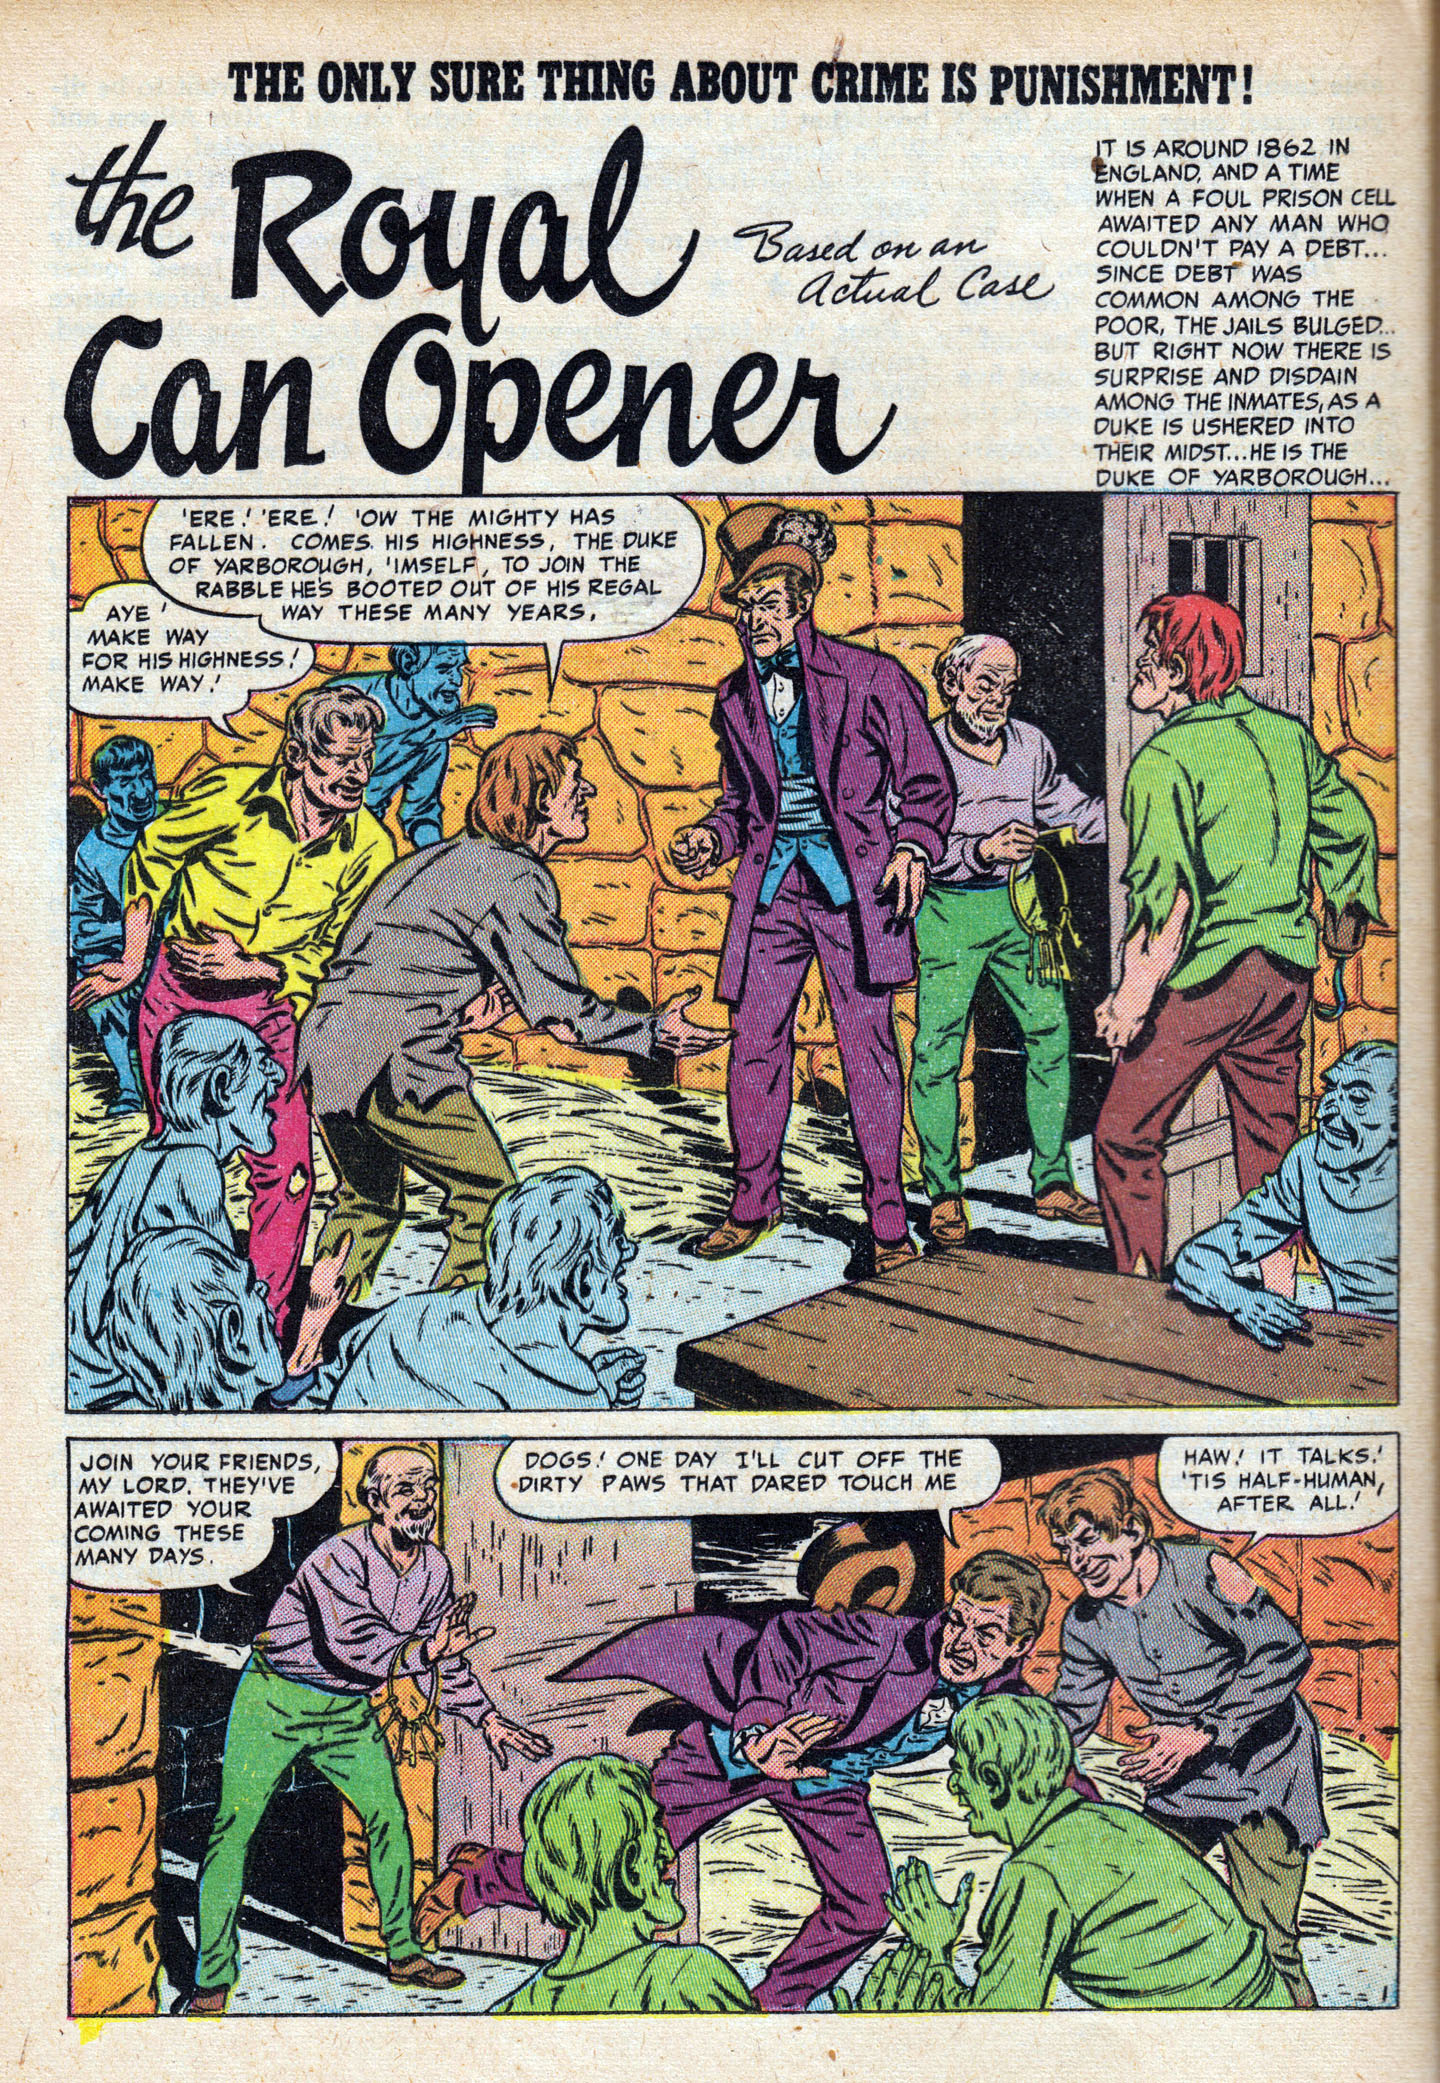 THE ONLY SURE THING ABOUT CRIME IS PUNISHMENT!
the Royal
Can Opener
Based on an
Actual Case
IT IS AROUND 1862 IN
ENGLAND, AND A TIME
WHEN A FOUL PRISON CELL
AWAITED ANY MAN WHO
COULDN'T PAY A DEBT...
SINCE DEBT WAS
COMMON AMONG THE
POOR, THE JAILS BULGED...
BUT RIGHT NOW THERE IS
SURPRISE AND DISDAIN
AMONG THE INMATES, AS A
DUKE IS USHERED INTO
THEIR MIDST...HE IS THE
DUKE OF YARBOROUGH...
'ERE! 'ERE! 'OW THE MIGHTY HAS
FALLEN. COMES. HIS HIGHNESS, THE DUKE
OF YARBOROUGH, 'IMSELF, TO JOIN THE
RABBLE HE'S BOOTED OUT OF HIS REGAL
WAY THESE MANY YEARS.
AYE!
MAKE WAY
FOR HIS HIGHNESS!
MAKE WAY!
JOIN YOUR FRIENDS,
MY LORD. THEY'VE
AWAITED YOUR
COMING THESE
MANY DAYS.
DOGS! ONE DAY I'LL CUT OFF THE
DIRTY PAWS THAT DARED TOUCH ME
HAW! IT TALKS!
'TIS HALF-HUMAN,
AFTER ALL!
1